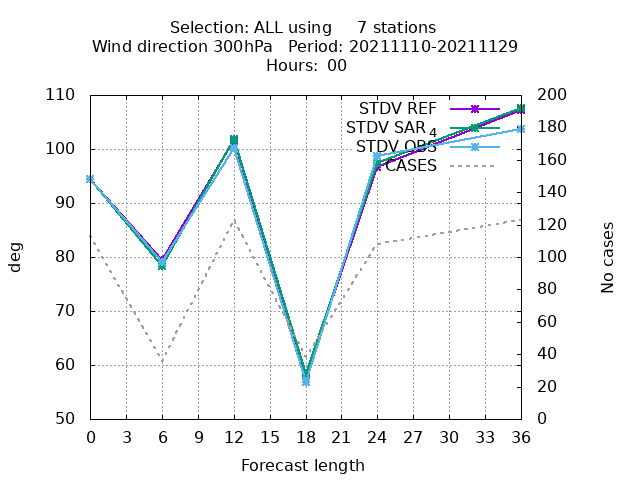 Selection: ALL using     7 stations
Wind direction 300hPa   Period: 20211110-20211129
Hours: 00
110
100
90
80
70
60
50
deg
200
180
160
140
120
100
80
60
40
20
0
No cases
STDV REF
STDV SAR4
STDV OBS
CASES
0 3 6 9 12 15 18 21 24 27 30 33 36
Forecast length